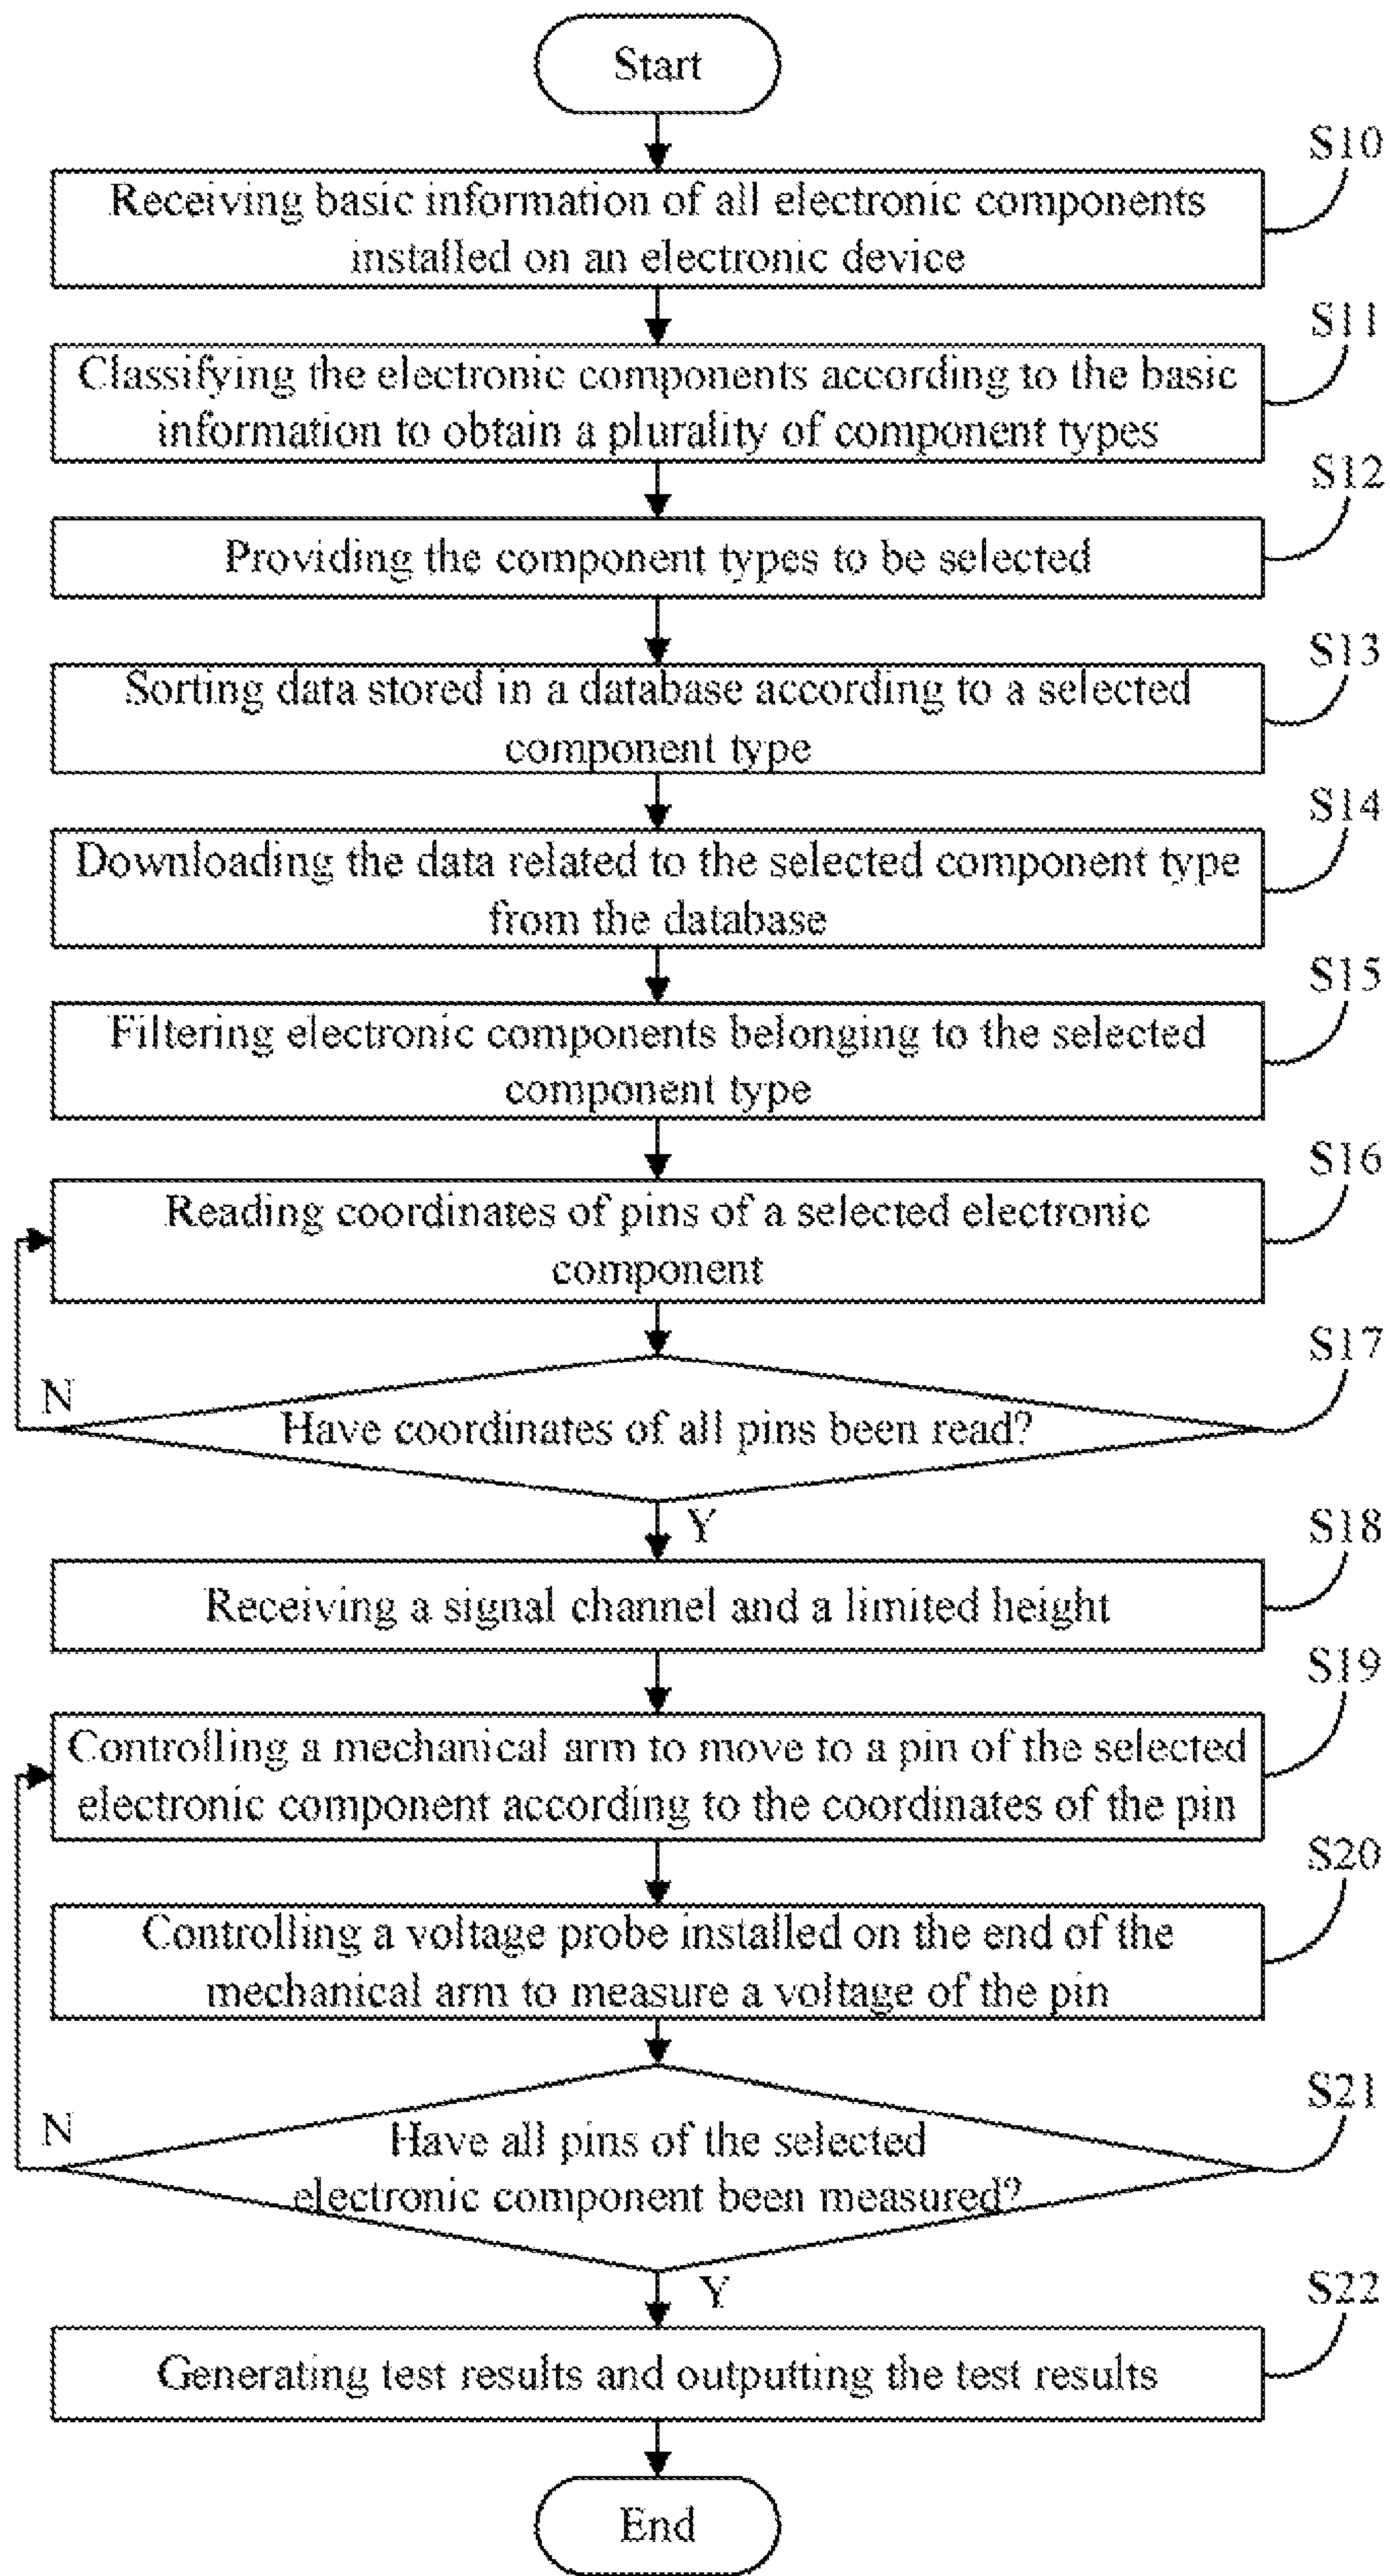 Start
S10
Receiving basic information of all electronic components
installed on an electronic device
S11
Classifying the electronic components according to the basic
information to obtain a plurality of component types
S12
Providing the component types to be selected
S13
Sorting data stored in a database according to a selected
component type
S14
Downloading the data related to the selected component type
from the database
S15
Filtering electronic components belonging to the selected
component type
S16
Reading coordinates of pins of a selected electronic
component
S17
N
Have coordinates of all pins been read?
Y
S18
Receiving a signal channel and a limited height
S19
Controlling a mechanical arm to move to a pin of the selected
electronic component according to the coordinates of the pin
S20
Controlling a voltage probe installed on the end of the
mechanical arm to measure a voltage of the pin
S21
N
Have all pins of the selected
electronic component been measured?
Y
S22
Generating test results and outputting the test results
End